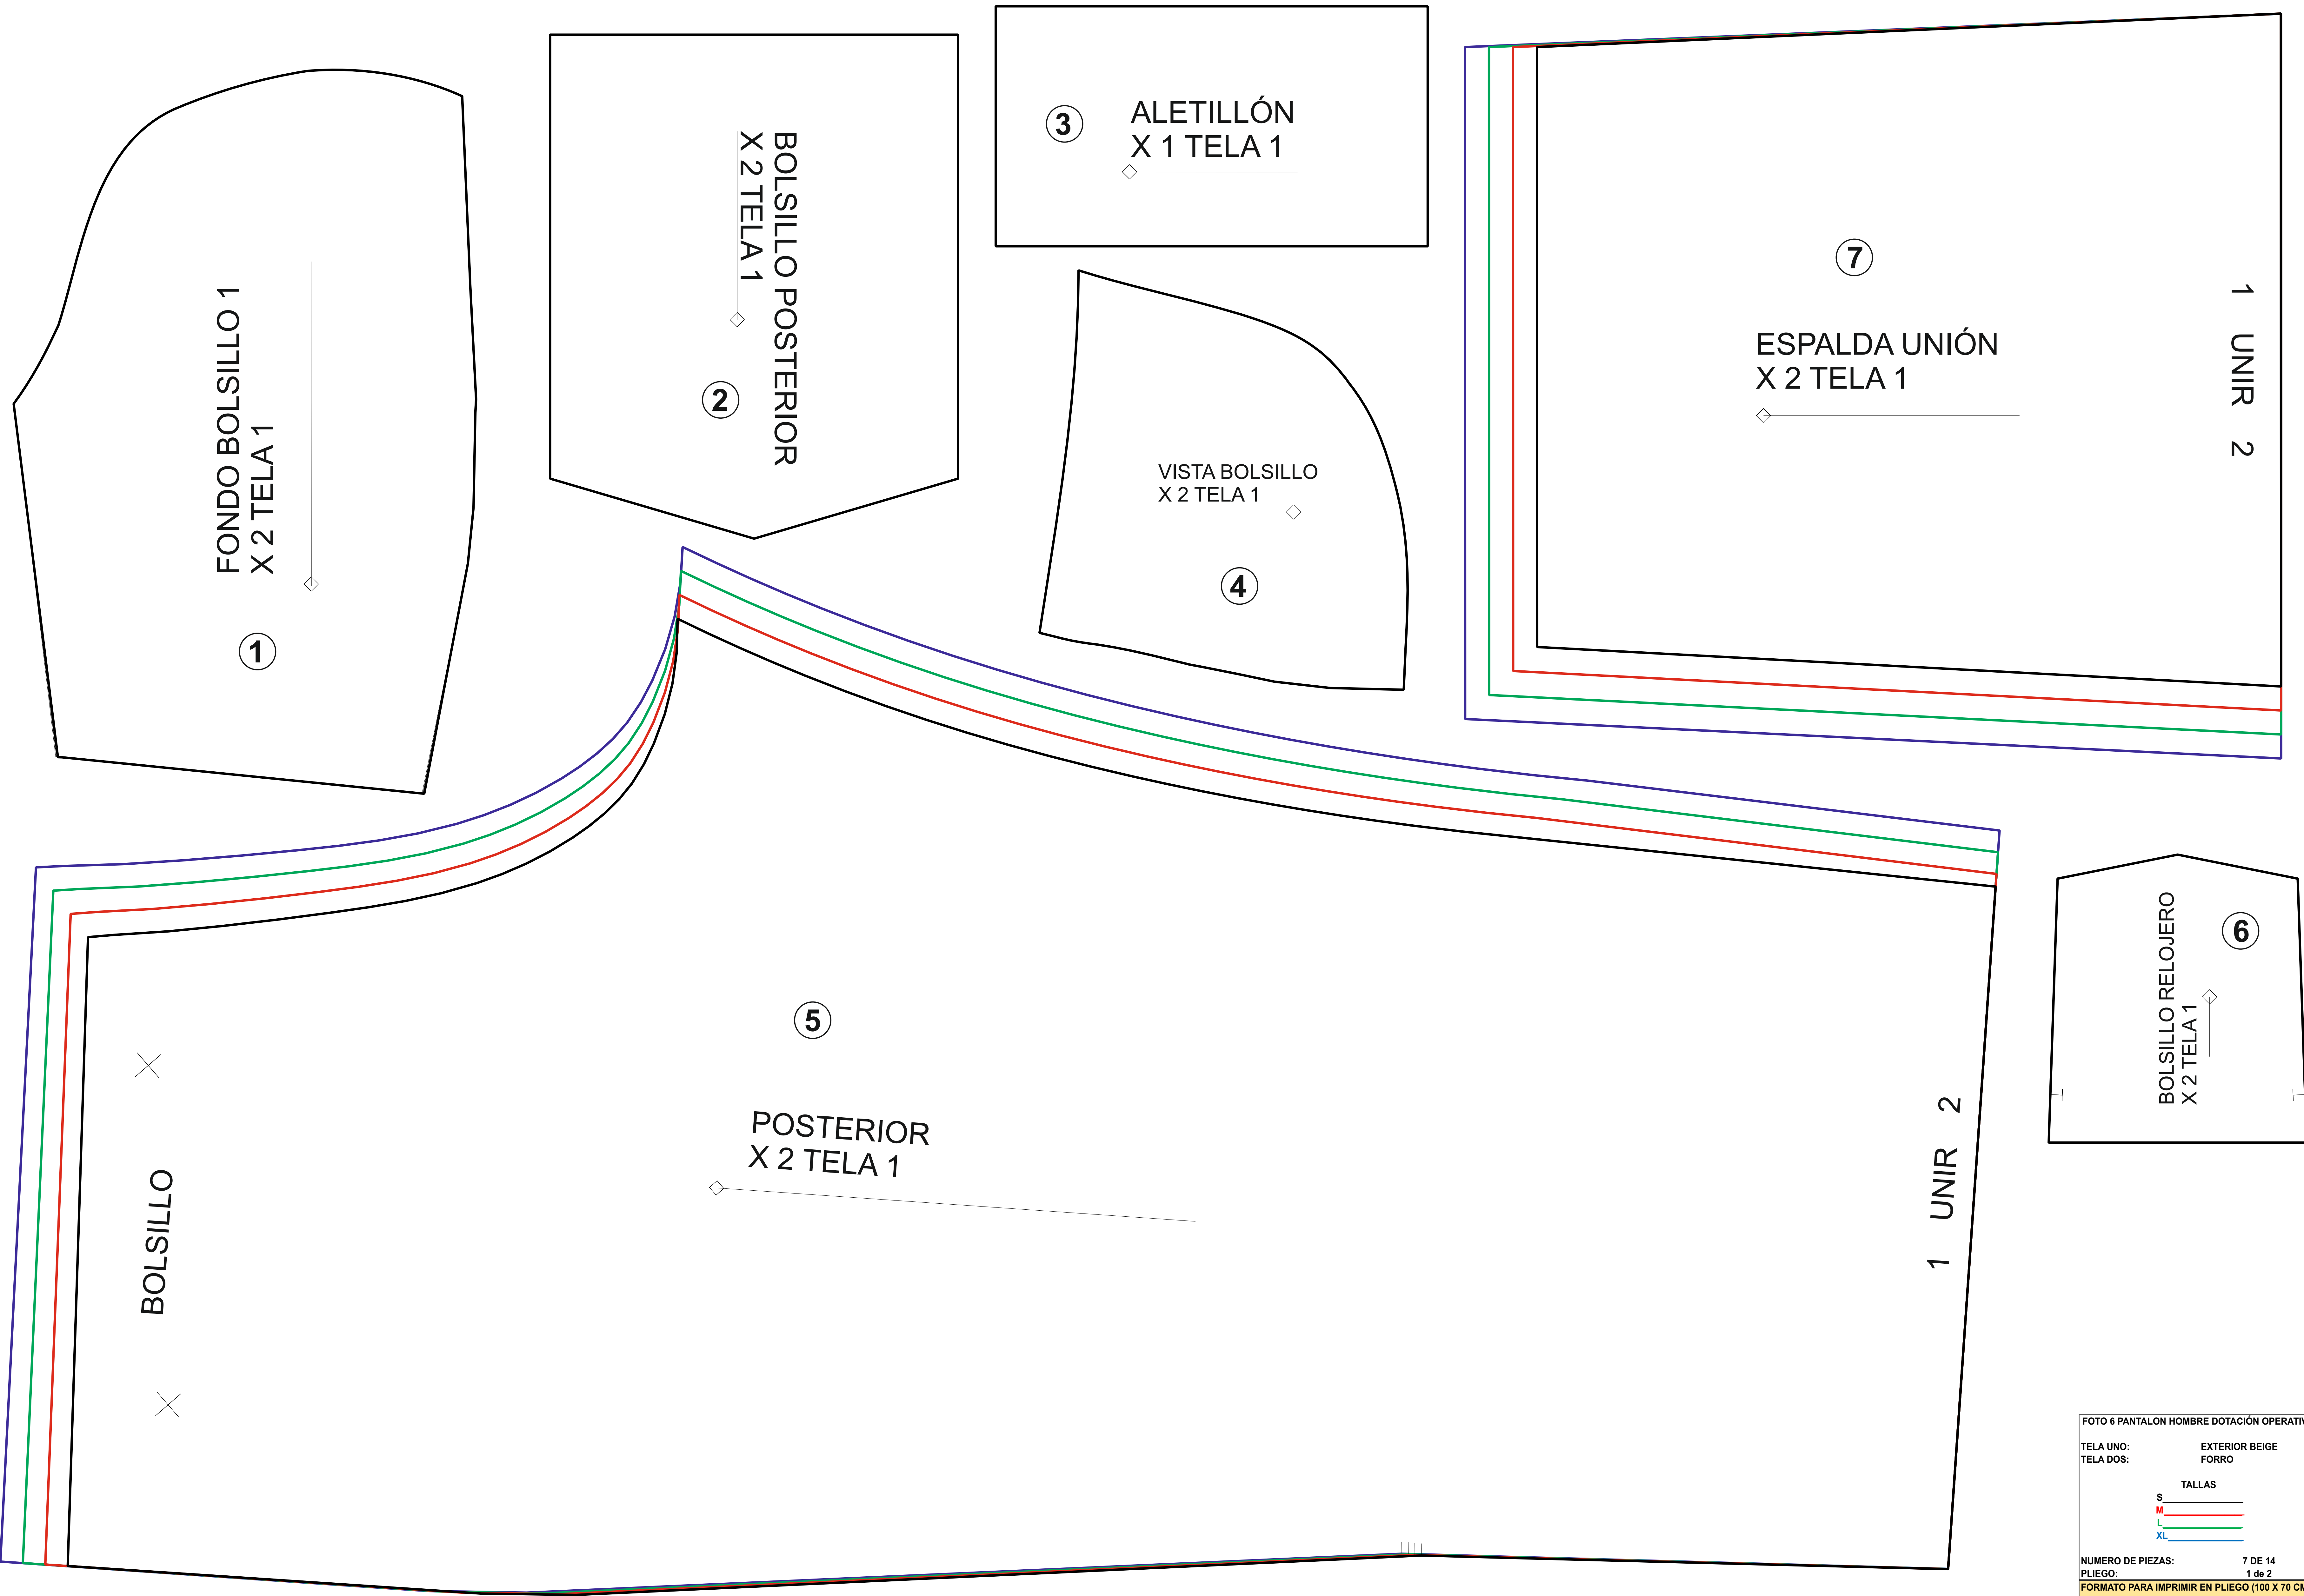 FONDO BOLSILLO 1
X 2 TELA 1
1
BOLSILLO POSTERIOR
X 2 TELA 1
2
3
ALETILLÓN
X 1 TELA 1
VISTA BOLSILLO
X 2 TELA 1
4
7
ESPALDA UNIÓN
X 2 TELA 1
1 UNIR 2
5
POSTERIOR
X 2 TELA 1
BOLSILLO
1 UNIR 2
BOLSILLO RELOJERO
X 2 TELA 1
6
FOTO 6 PANTALON HOMBRE DOTACIÓN OPERATIV
TELA UNO: EXTERIOR BEIGE
TELA DOS: FORRO
TALLAS
S
M
L
XL
NUMERO DE PIEZAS: 7 DE 14
PLIEGO: 1 de 2
FORMATO PARA IMPRIMIR EN PLIEGO (100 X 70 CM